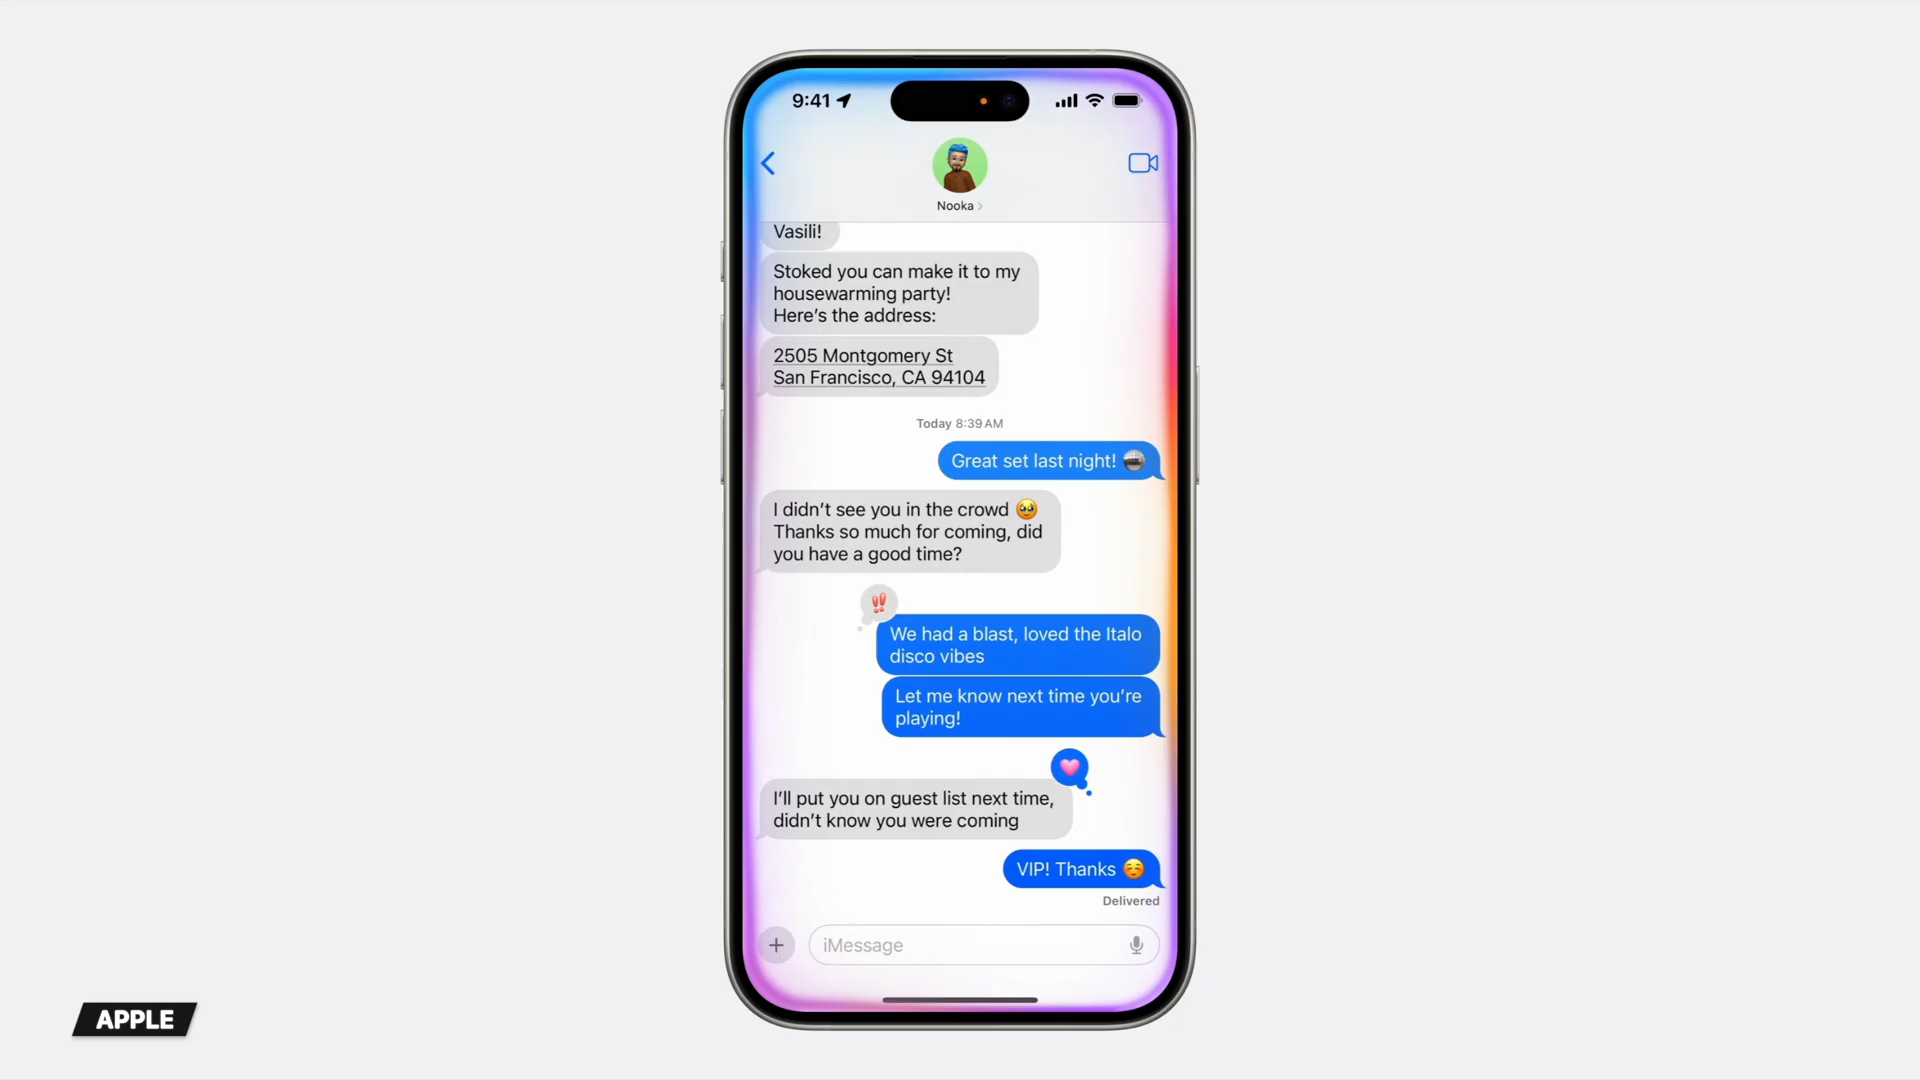 9:41
Nooka
Vasili!
Stoked you can make it to my
housewarming party!
Here’s the address:
2505 Montgomery St
San Francisco, CA 94104
Today 8:39 AM
Great set last night! 🪩
I didn’t see you in the crowd 🥹
Thanks so much for coming, did
you have a good time?
‼️
We had a blast, loved the Italo
disco vibes
Let me know next time you’re
playing!
I’ll put you on guest list next time,
didn’t know you were coming
VIP! Thanks ☺️
Delivered
iMessage
APPLE